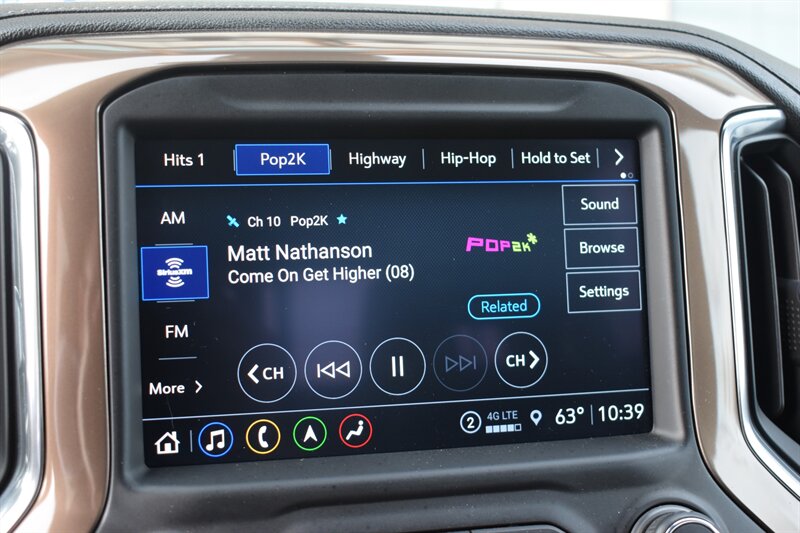 Hits 1
Pop2K
Highway
Hip-Hop
Hold to Set
AM
Ch 10 Pop2K
Matt Nathanson
Come On Get Higher (08)
POP2K
Sound
Browse
Settings
SiriusXM
Related
FM
CH
CH
More
2
4G LTE
63°
10:39